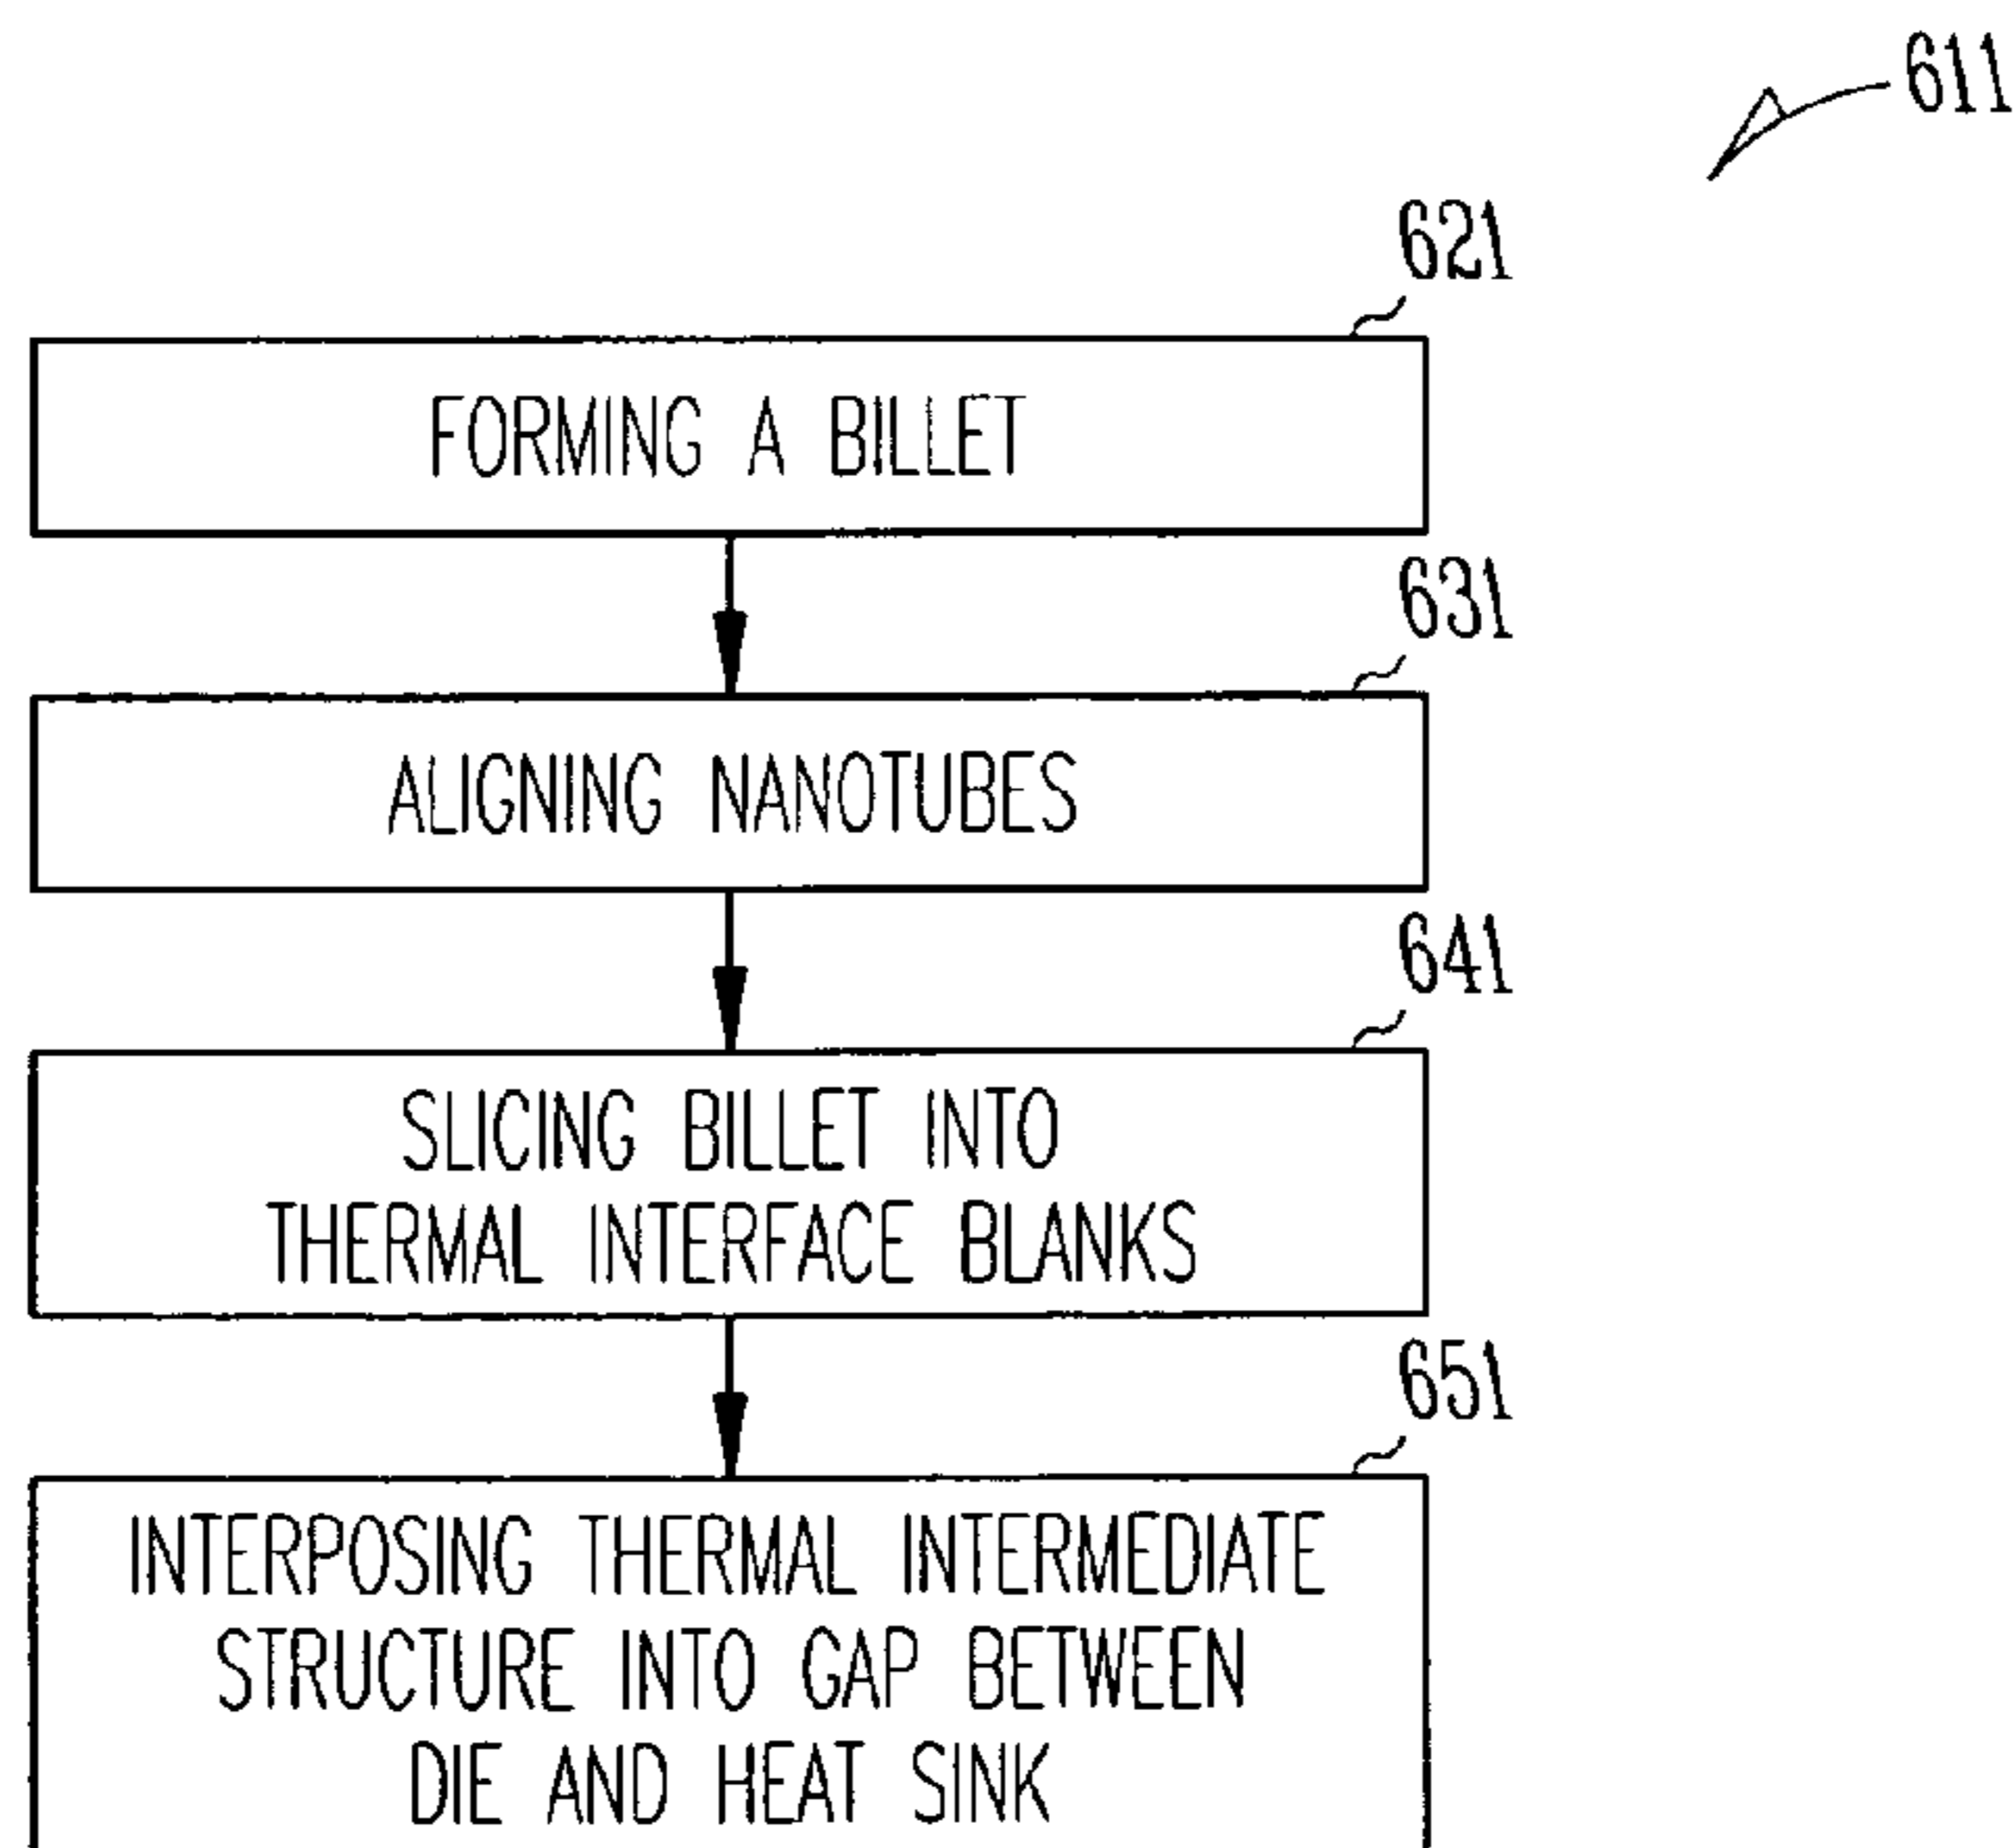 611
621
FORMING A BILLET
631
ALIGNING NANOTUBES
641
SLICING BILLET INTO
THERMAL INTERFACE BLANKS
651
INTERPOSING THERMAL INTERMEDIATE
STRUCTURE INTO GAP BETWEEN
DIE AND HEAT SINK